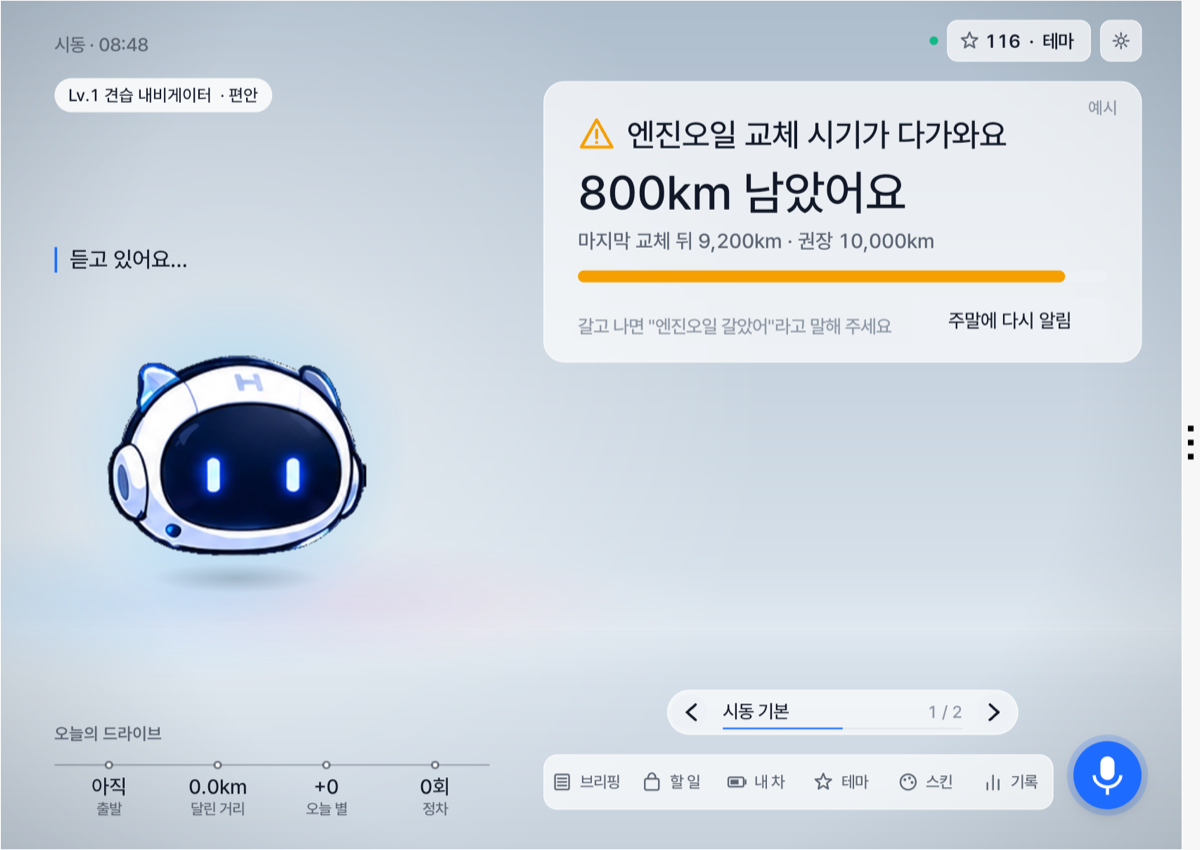 시동 · 08:48
116 · 테마
Lv.1 견습 내비게이터 · 편안
예시
엔진오일 교체 시기가 다가와요
800km 남았어요
마지막 교체 뒤 9,200km · 권장 10,000km
갈고 나면 "엔진오일 갈았어"라고 말해 주세요
주말에 다시 알림
듣고 있어요...
H
시동 기본
1 / 2
오늘의 드라이브
아직
출발
0.0km
달린 거리
+0
오늘 별
0회
정차
브리핑
할 일
내 차
테마
스킨
기록